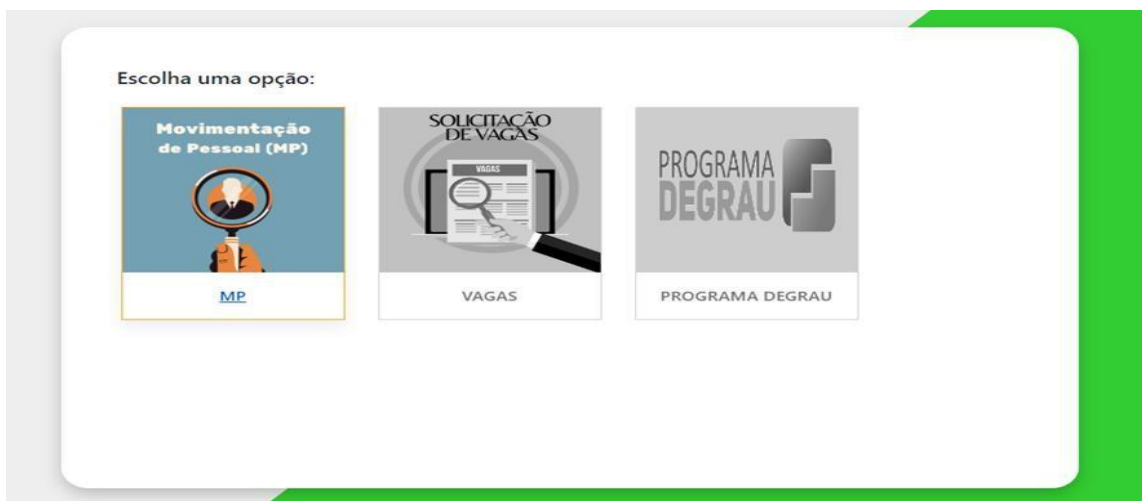 Escolha uma opção:
Movimentação
de Pessoal (MP)
MP
SOLICITAÇÃO
DE VAGAS
VAGAS
VAGAS
PROGRAMA
DEGRAU
PROGRAMA DEGRAU